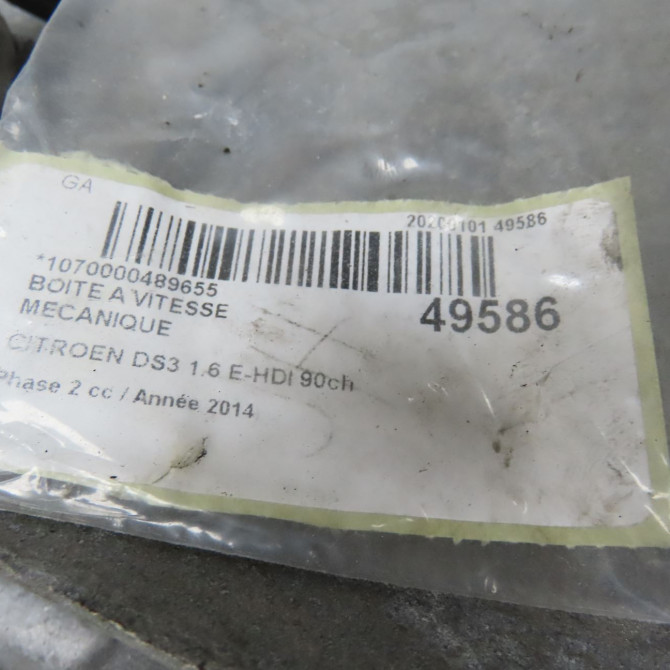 GA
20200101 49586
*1070000489655
BOITE A VITESSE
MECANIQUE
49586
CITROEN DS3 1.6 E-HDI 90ch
Phase 2 cc / Année 2014